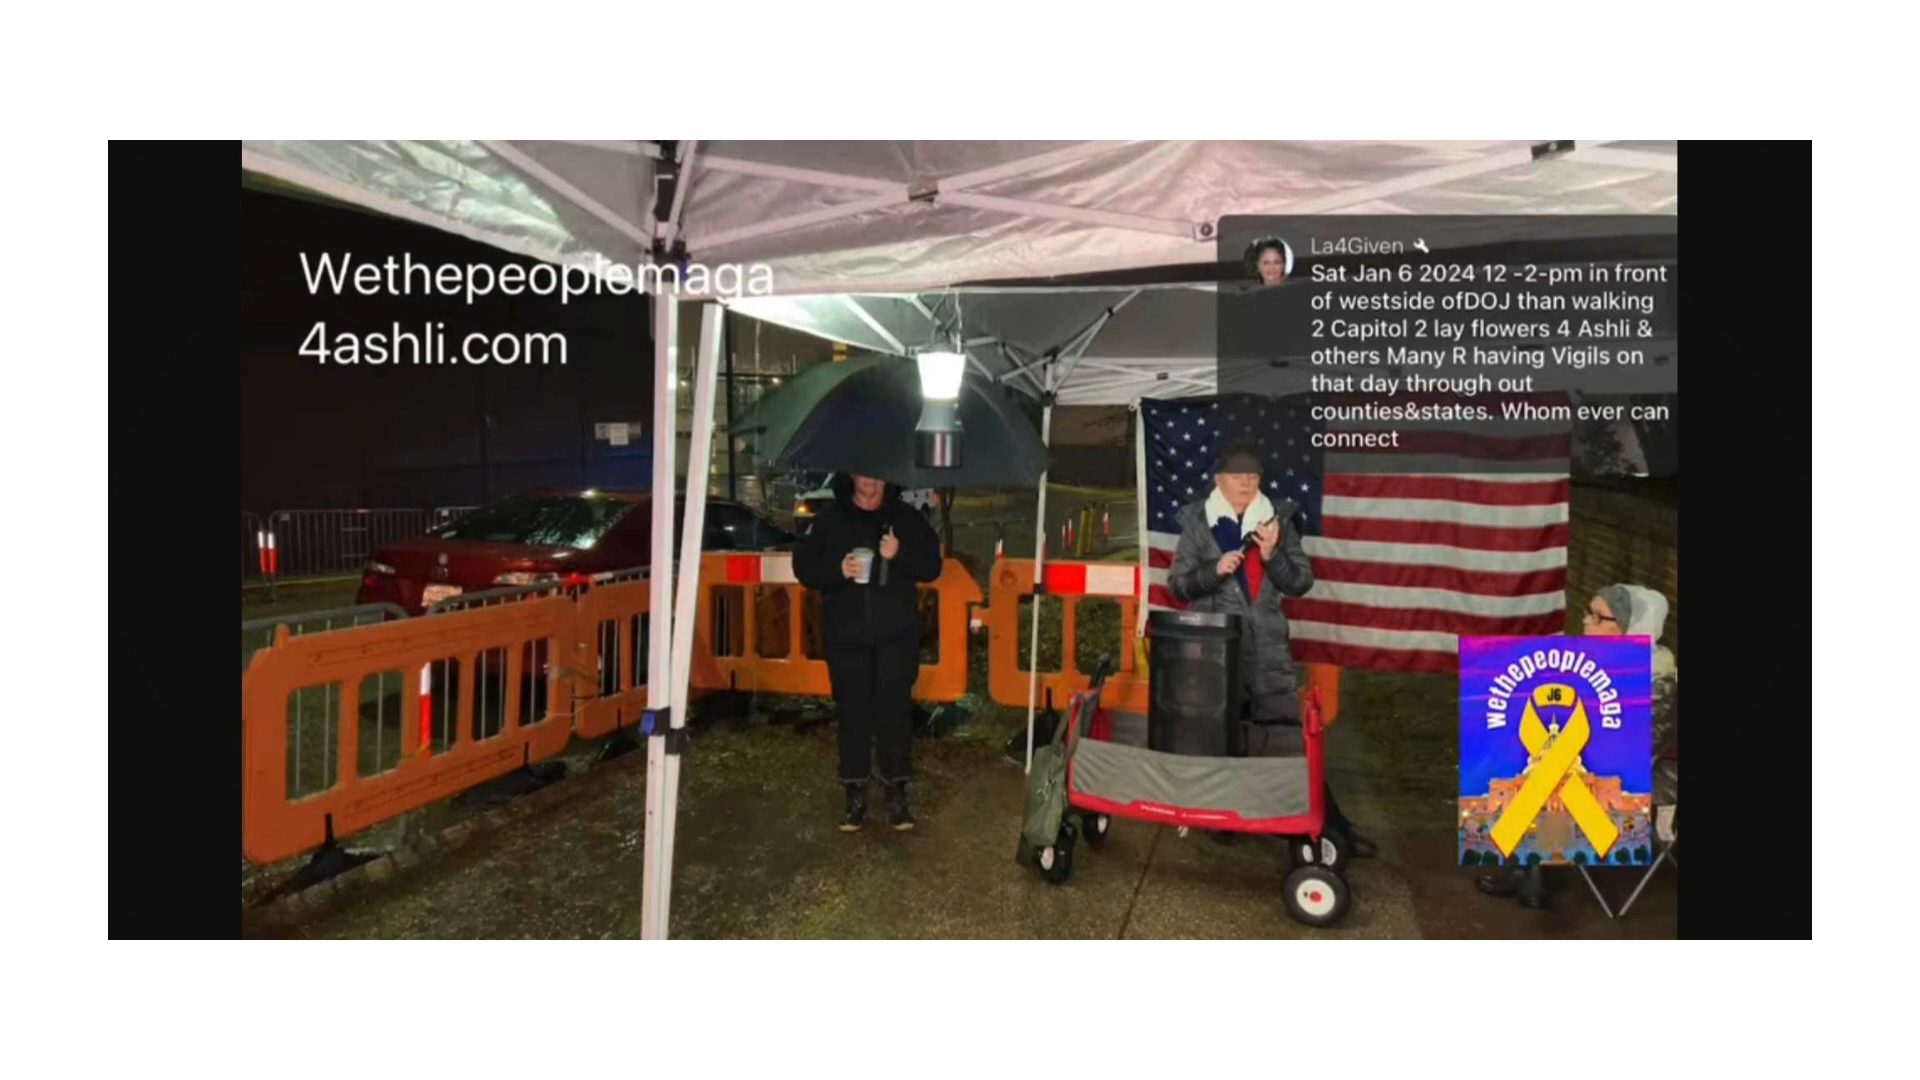 Wethepeoplemaga
4ashli.com
La4Given
Sat Jan 6 2024 12 -2-pm in front
of westside ofDOJ than walking
2 Capitol 2 lay flowers 4 Ashli &
others Many R having Vigils on
that day through out
counties&states. Whom ever can
connect
wethepeoplemaga
J6